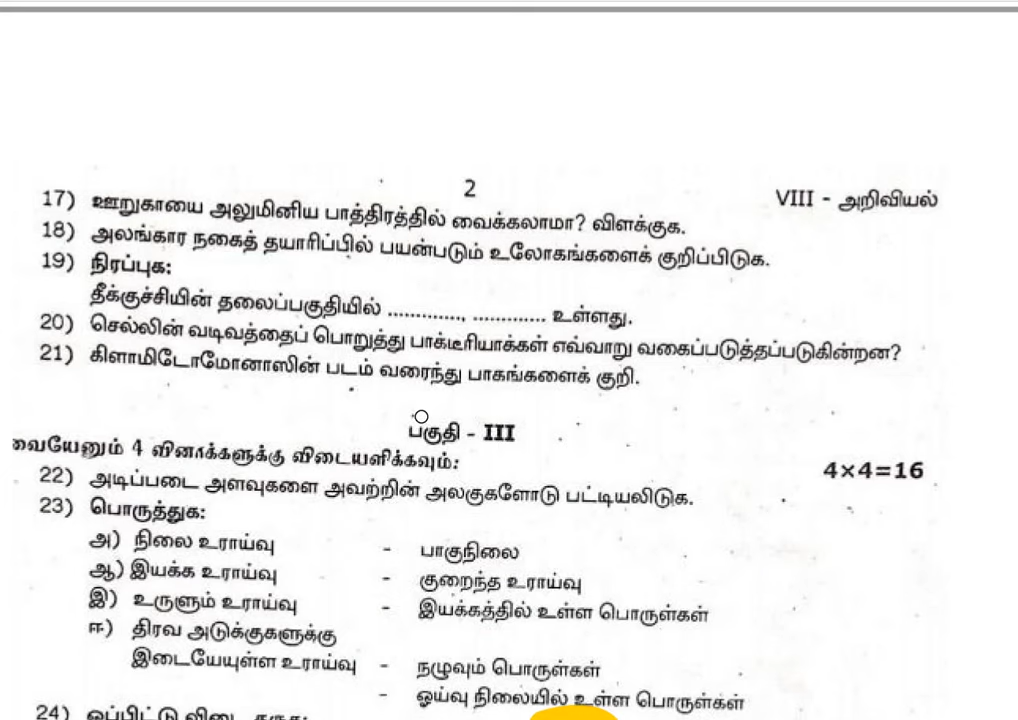 2
VIII - அறிவியல்
17) ஊறுகாயை அலுமினிய பாத்திரத்தில் வைக்கலாமா? விளக்குக.
18) அலங்கார நகைத் தயாரிப்பில் பயன்படும் உலோகங்களைக் குறிப்பிடுக.
19) நிரப்புக:
தீக்குச்சியின் தலைப்பகுதியில் .............., .............. உள்ளது.
20) செல்லின் வடிவத்தைப் பொறுத்து பாக்டீரியாக்கள் எவ்வாறு வகைப்படுத்தப்படுகின்றன?
21) கிளாமிடோமோனாஸின் படம் வரைந்து பாகங்களைக் குறி.
பகுதி - III
வையேனும் 4 வினாக்களுக்கு விடையளிக்கவும்:
4×4=16
22) அடிப்படை அளவுகளை அவற்றின் அலகுகளோடு பட்டியலிடுக.
23) பொருத்துக:
அ) நிலை உராய்வு - பாகுநிலை
ஆ) இயக்க உராய்வு - குறைந்த உராய்வு
இ) உருளும் உராய்வு - இயக்கத்தில் உள்ள பொருள்கள்
ஈ) திரவ அடுக்குகளுக்கு
இடையேயுள்ள உராய்வு - நழுவும் பொருள்கள்
- ஓய்வு நிலையில் உள்ள பொருள்கள்
24) ஒப்பிட்டு விடை தருக: